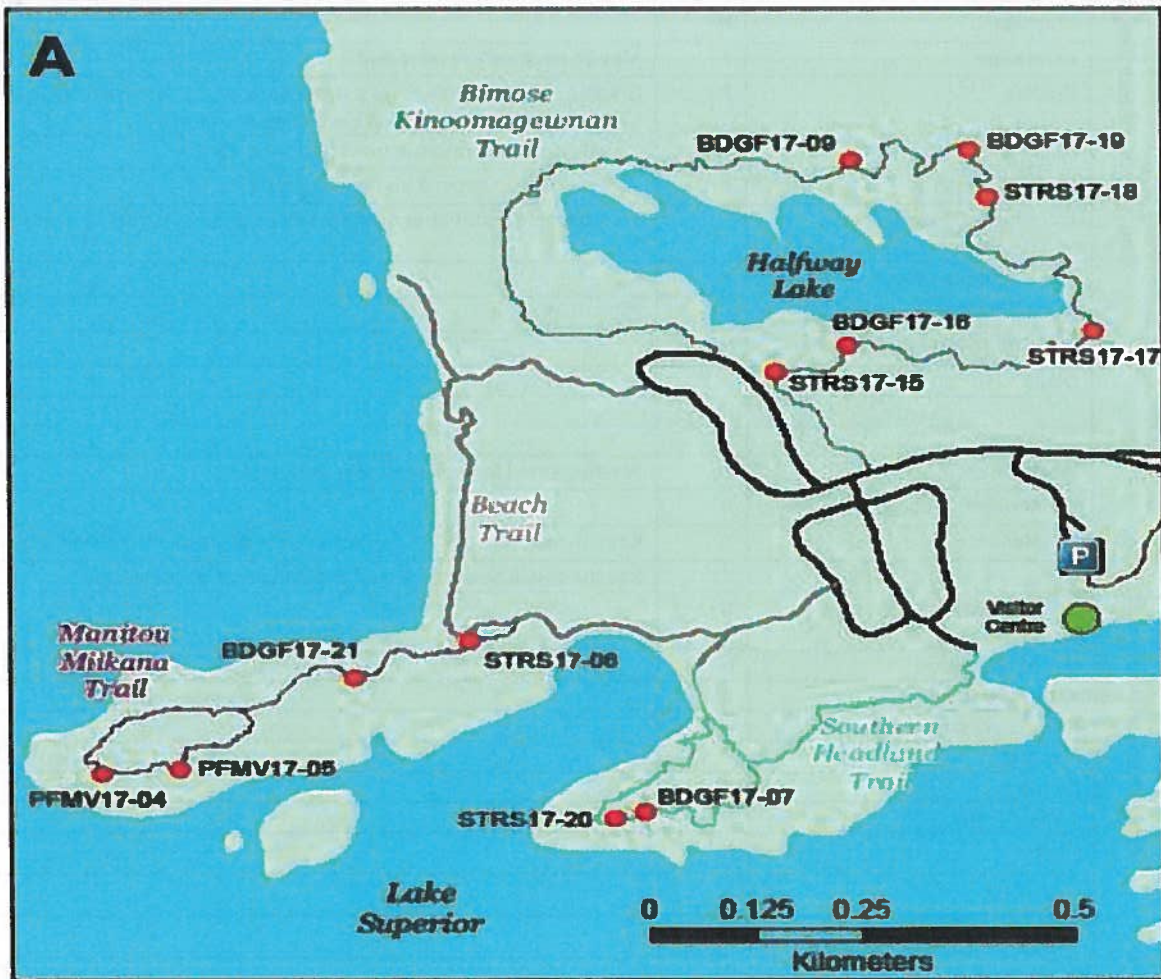 A
Bimose
Kinoomagewnan
Trail
BDGF17-09
BDGF17-19
STRS17-18
Halfway
Lake
BDGF17-16
STRS17-17
STRS17-15
Beach
Trail
P
Visitor
Centre
Manitou
Miikana
Trail
BDGF17-21
STRS17-06
PFMV17-05
PFMV17-04
Southern
Headland
Trail
BDGF17-07
STRS17-20
Lake
Superior
0 0.125 0.25 0.5
Kilometers